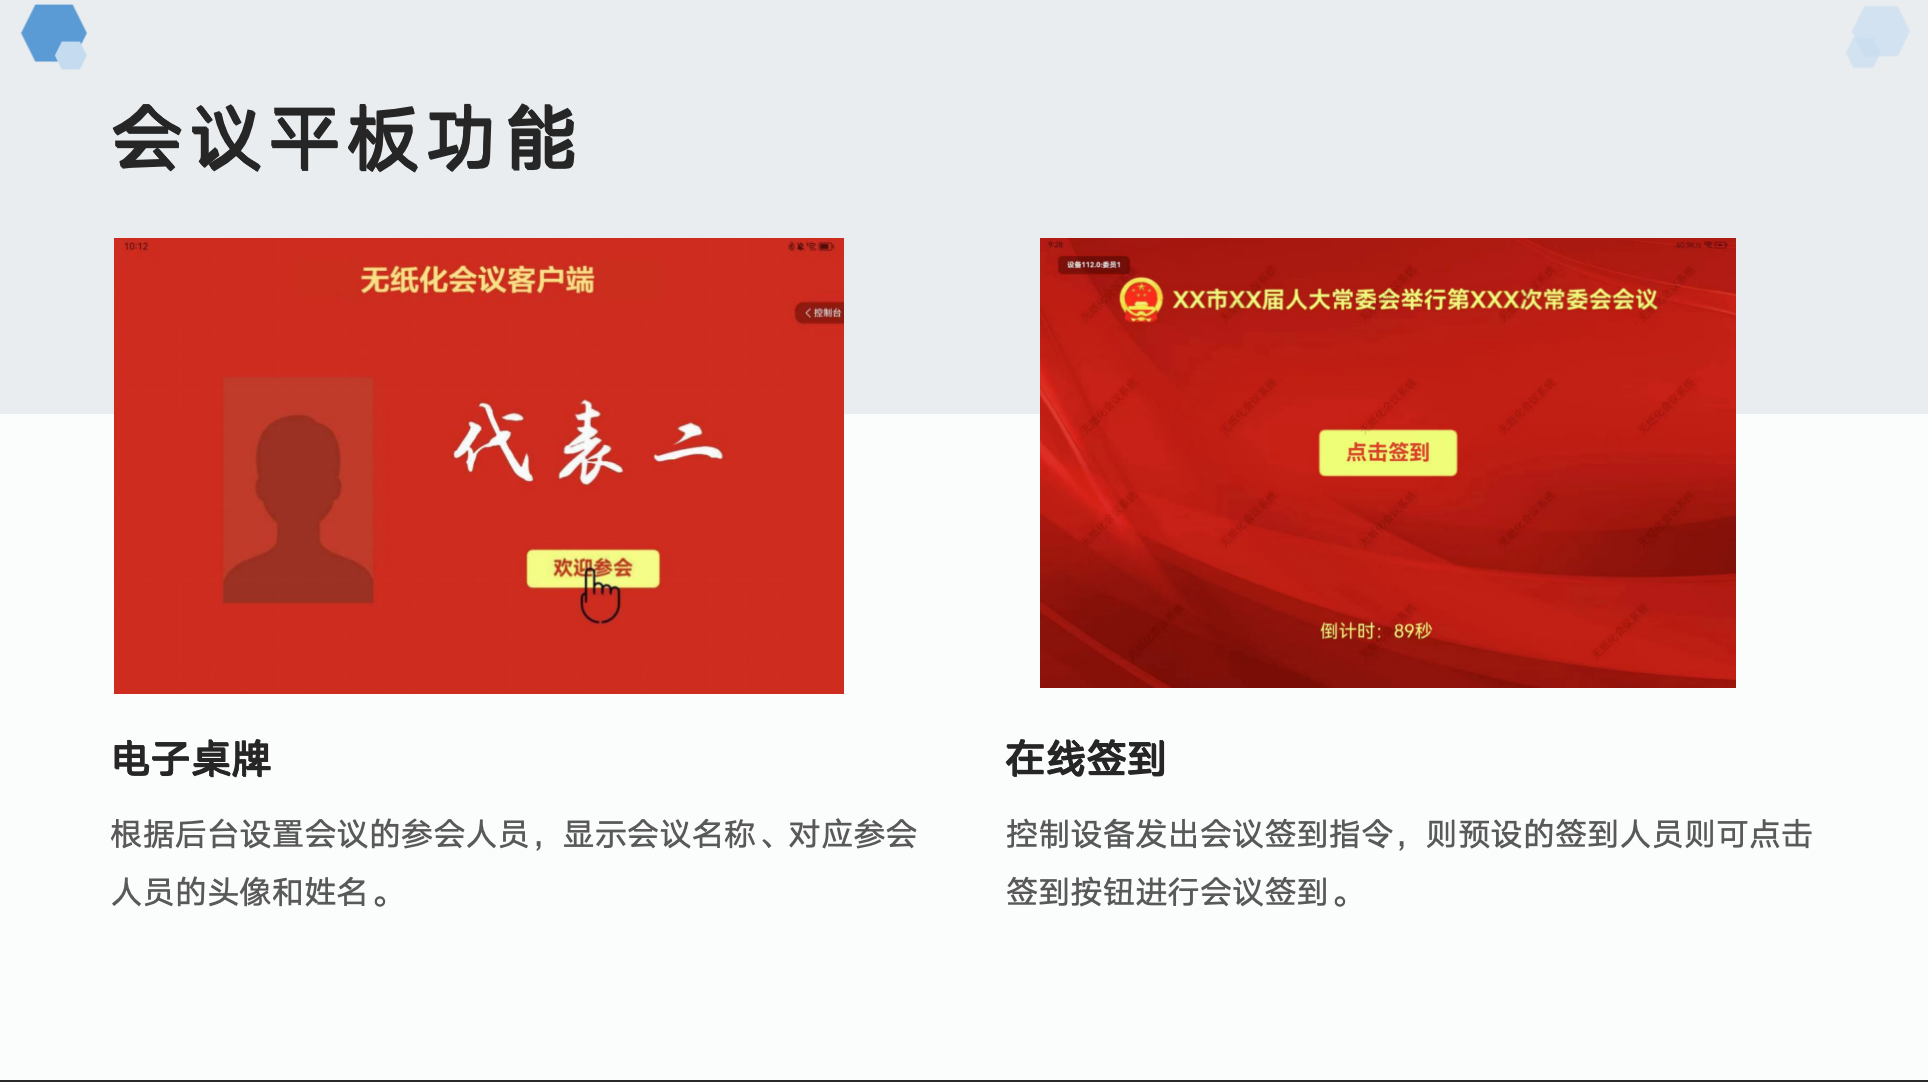 会议平板功能
10:12
无纸化会议客户端
控制台
代表二
欢迎参会
9:28
设备112.0:委员1
XX市XX届人大常委会举行第XXX次常委会会议
点击签到
倒计时：89秒
电子桌牌
根据后台设置会议的参会人员，显示会议名称、对应参会
人员的头像和姓名。
在线签到
控制设备发出会议签到指令，则预设的签到人员则可点击
签到按钮进行会议签到。